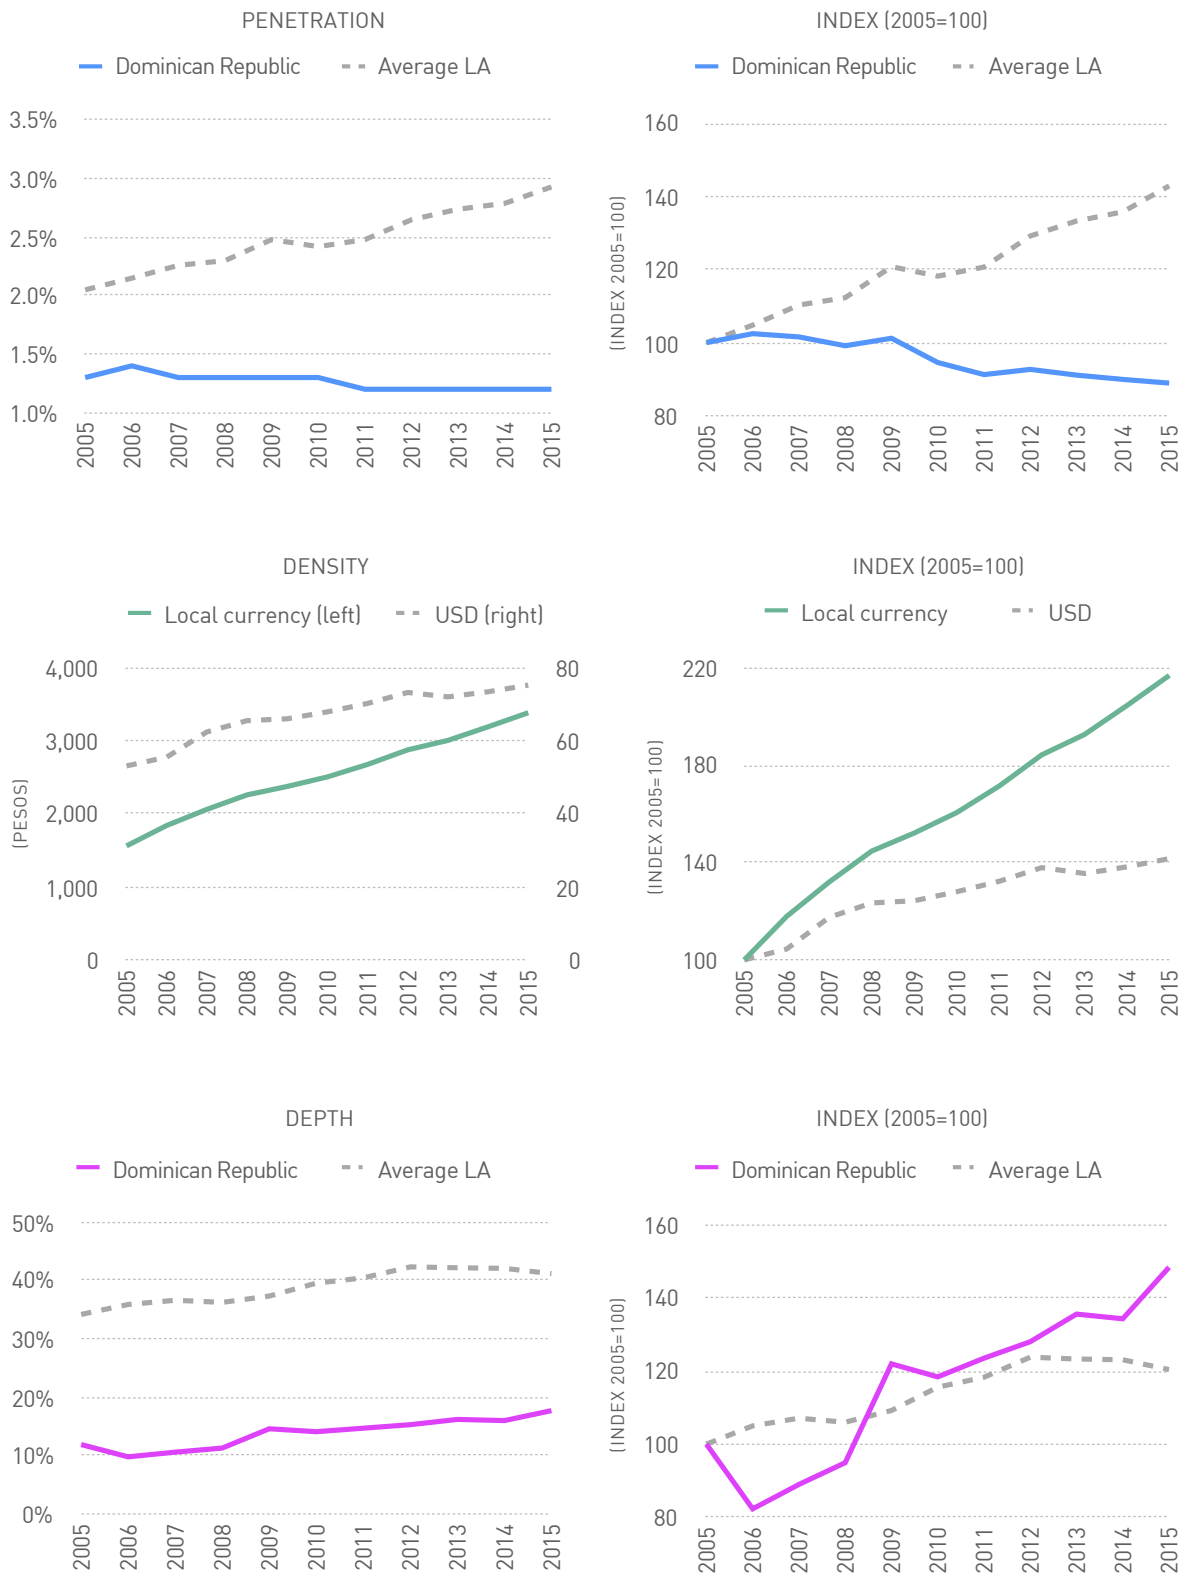 PENETRATION
Dominican Republic
Average LA
3.5%
3.0%
2.5%
2.0%
1.5%
1.0%
2005 2006 2007 2008 2009 2010 2011 2012 2013 2014 2015
INDEX (2005=100)
Dominican Republic
Average LA
(INDEX 2005=100)
160
140
120
100
80
2005 2006 2007 2008 2009 2010 2011 2012 2013 2014 2015
DENSITY
Local currency (left)
USD (right)
(PESOS)
4,000
3,000
2,000
1,000
0
80
60
40
20
0
2005 2006 2007 2008 2009 2010 2011 2012 2013 2014 2015
INDEX (2005=100)
Local currency
USD
(INDEX 2005=100)
220
180
140
100
2005 2006 2007 2008 2009 2010 2011 2012 2013 2014 2015
DEPTH
Dominican Republic
Average LA
50%
40%
30%
20%
10%
0%
2005 2006 2007 2008 2009 2010 2011 2012 2013 2014 2015
INDEX (2005=100)
Dominican Republic
Average LA
(INDEX 2005=100)
160
140
120
100
80
2005 2006 2007 2008 2009 2010 2011 2012 2013 2014 2015